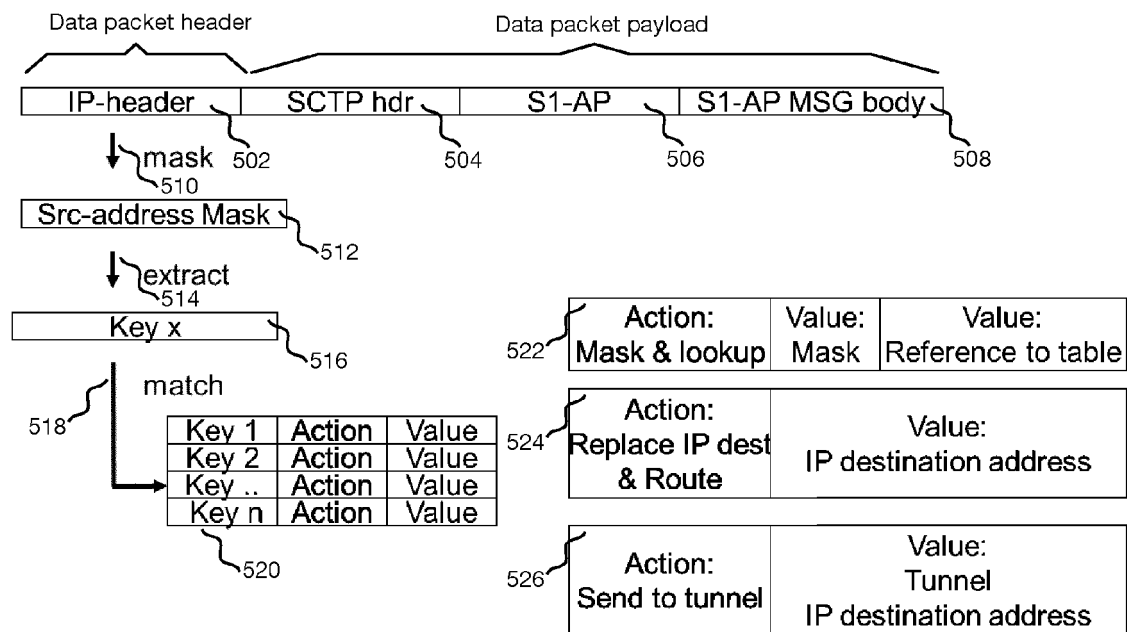 Data packet header
Data packet payload
IP-header SCTP hdr S1-AP S1-AP MSG body
502 504 506 508
mask
510
Src-address Mask
512
extract
514
Key x
516
match
518
Key 1 Action Value
Key 2 Action Value
Key .. Action Value
Key n Action Value
520
522
Action:
Mask & lookup
Value:
Mask
Value:
Reference to table
524
Action:
Replace IP dest
& Route
Value:
IP destination address
526
Action:
Send to tunnel
Value:
Tunnel
IP destination address